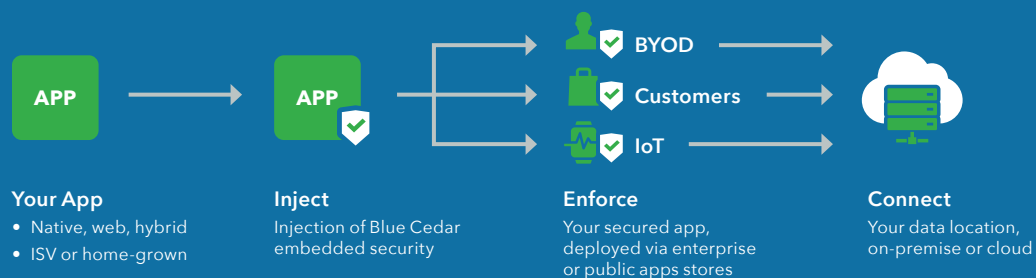 APP
APP
BYOD
Customers
IoT
Your App
• Native, web, hybrid
• ISV or home-grown
Inject
Injection of Blue Cedar
embedded security
Enforce
Your secured app,
deployed via enterprise
or public apps stores
Connect
Your data location,
on-premise or cloud